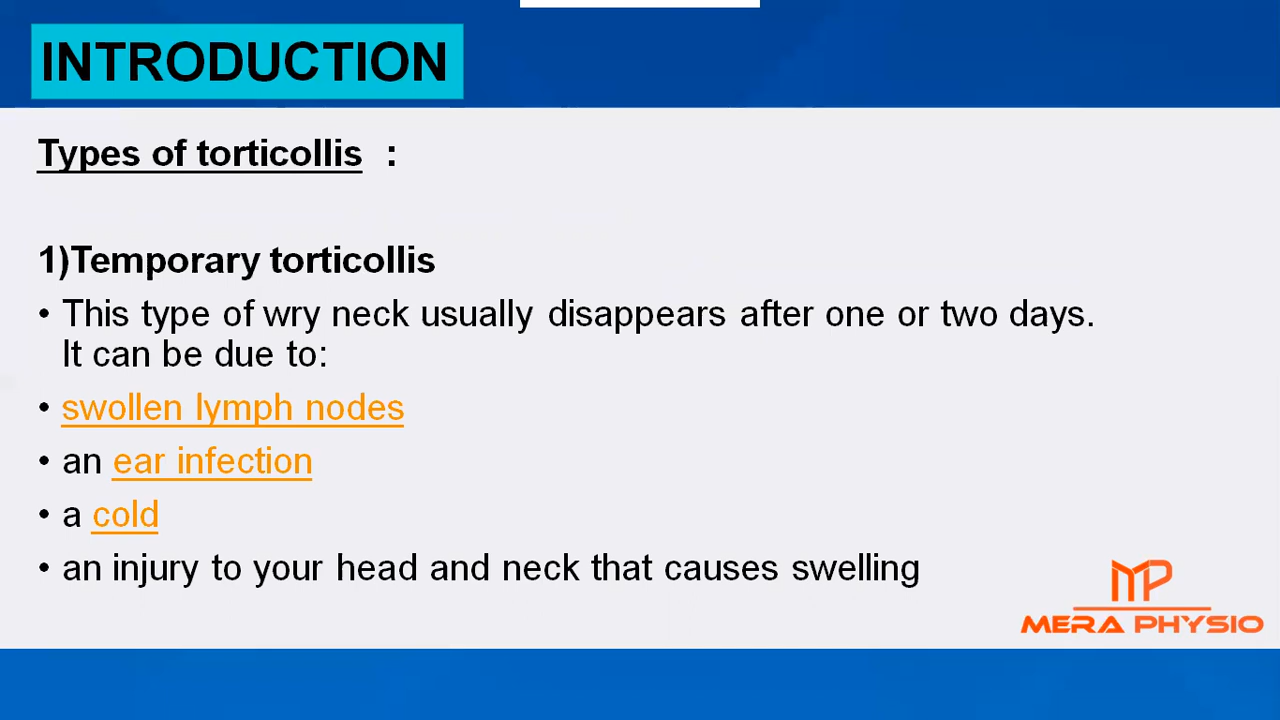 INTRODUCTION
Types of torticollis :
1)Temporary torticollis
• This type of wry neck usually disappears after one or two days.
It can be due to:
• swollen lymph nodes
• an ear infection
• a cold
• an injury to your head and neck that causes swelling
MP
MERA PHYSIO